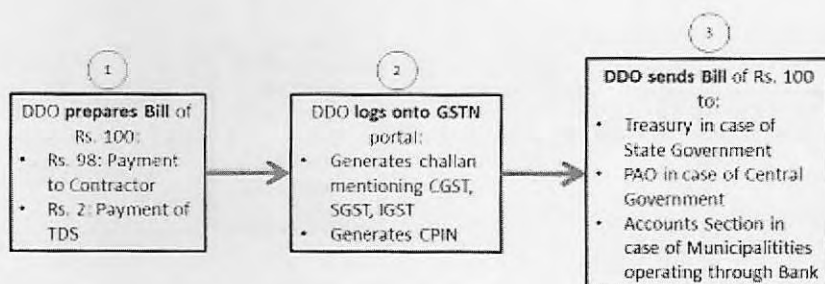 1
DDO prepares Bill of
Rs. 100:
• Rs. 98: Payment
to Contractor
• Rs. 2: Payment of
TDS
2
DDO logs onto GSTN
portal:
• Generates challan
mentioning CGST,
SGST, IGST
• Generates CPIN
3
DDO sends Bill of Rs. 100
to:
• Treasury in case of
State Government
• PAO in case of Central
Government
• Accounts Section in
case of Municipalitities
operating through Bank